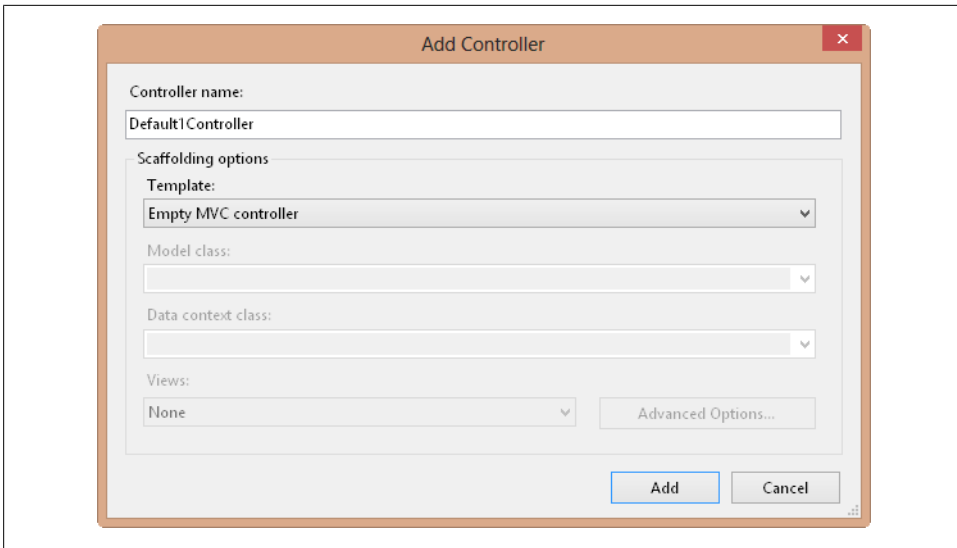 Add Controller
Controller name:
Default1Controller
Scaffolding options
Template:
Empty MVC controller
Model class:
Data context class:
Views:
None
Advanced Options...
Add
Cancel